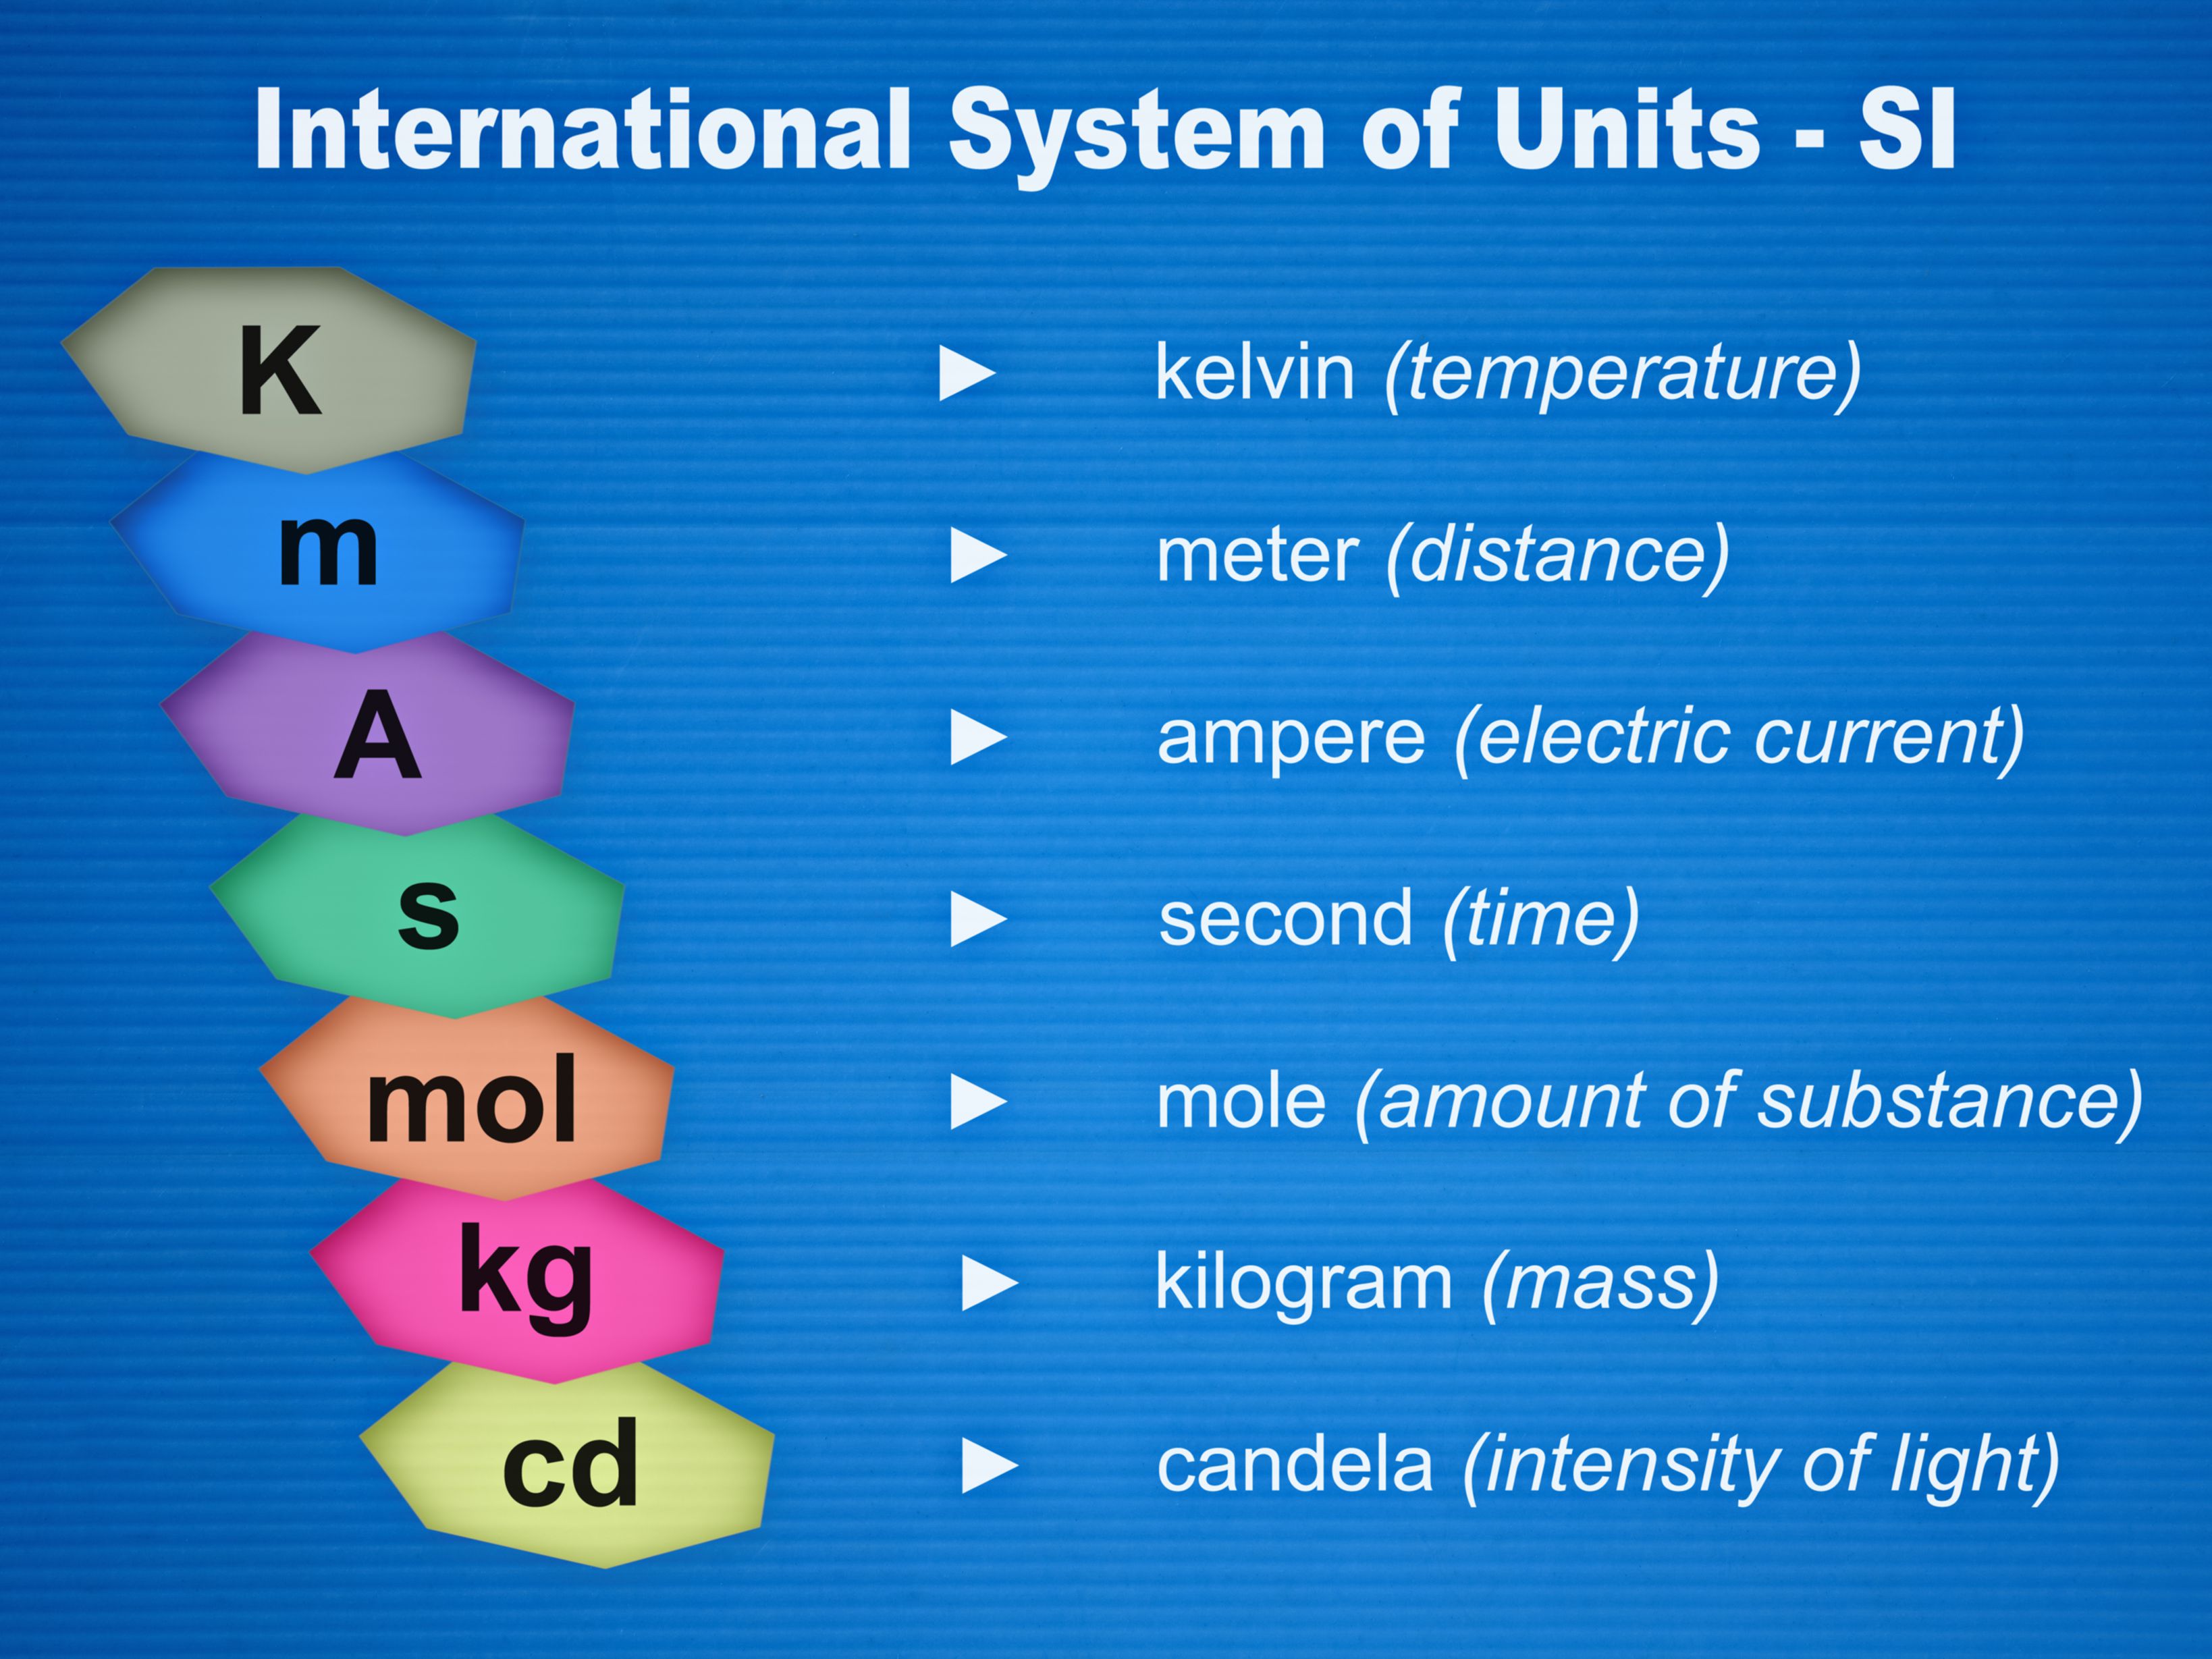 International System of Units - SI
K ► kelvin (temperature)
m ► meter (distance)
A ► ampere (electric current)
s ► second (time)
mol ► mole (amount of substance)
kg ► kilogram (mass)
cd ► candela (intensity of light)